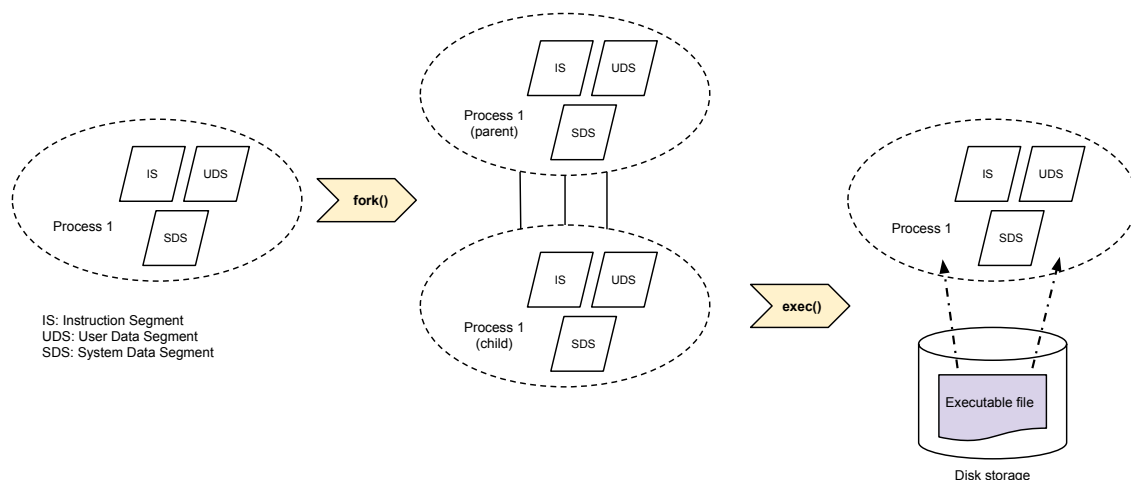 IS
UDS
SDS
Process 1
IS: Instruction Segment
UDS: User Data Segment
SDS: System Data Segment
fork()
IS
UDS
Process 1
(parent)
SDS
IS
UDS
Process 1
(child)
SDS
exec()
IS
UDS
Process 1
SDS
Executable file
Disk storage